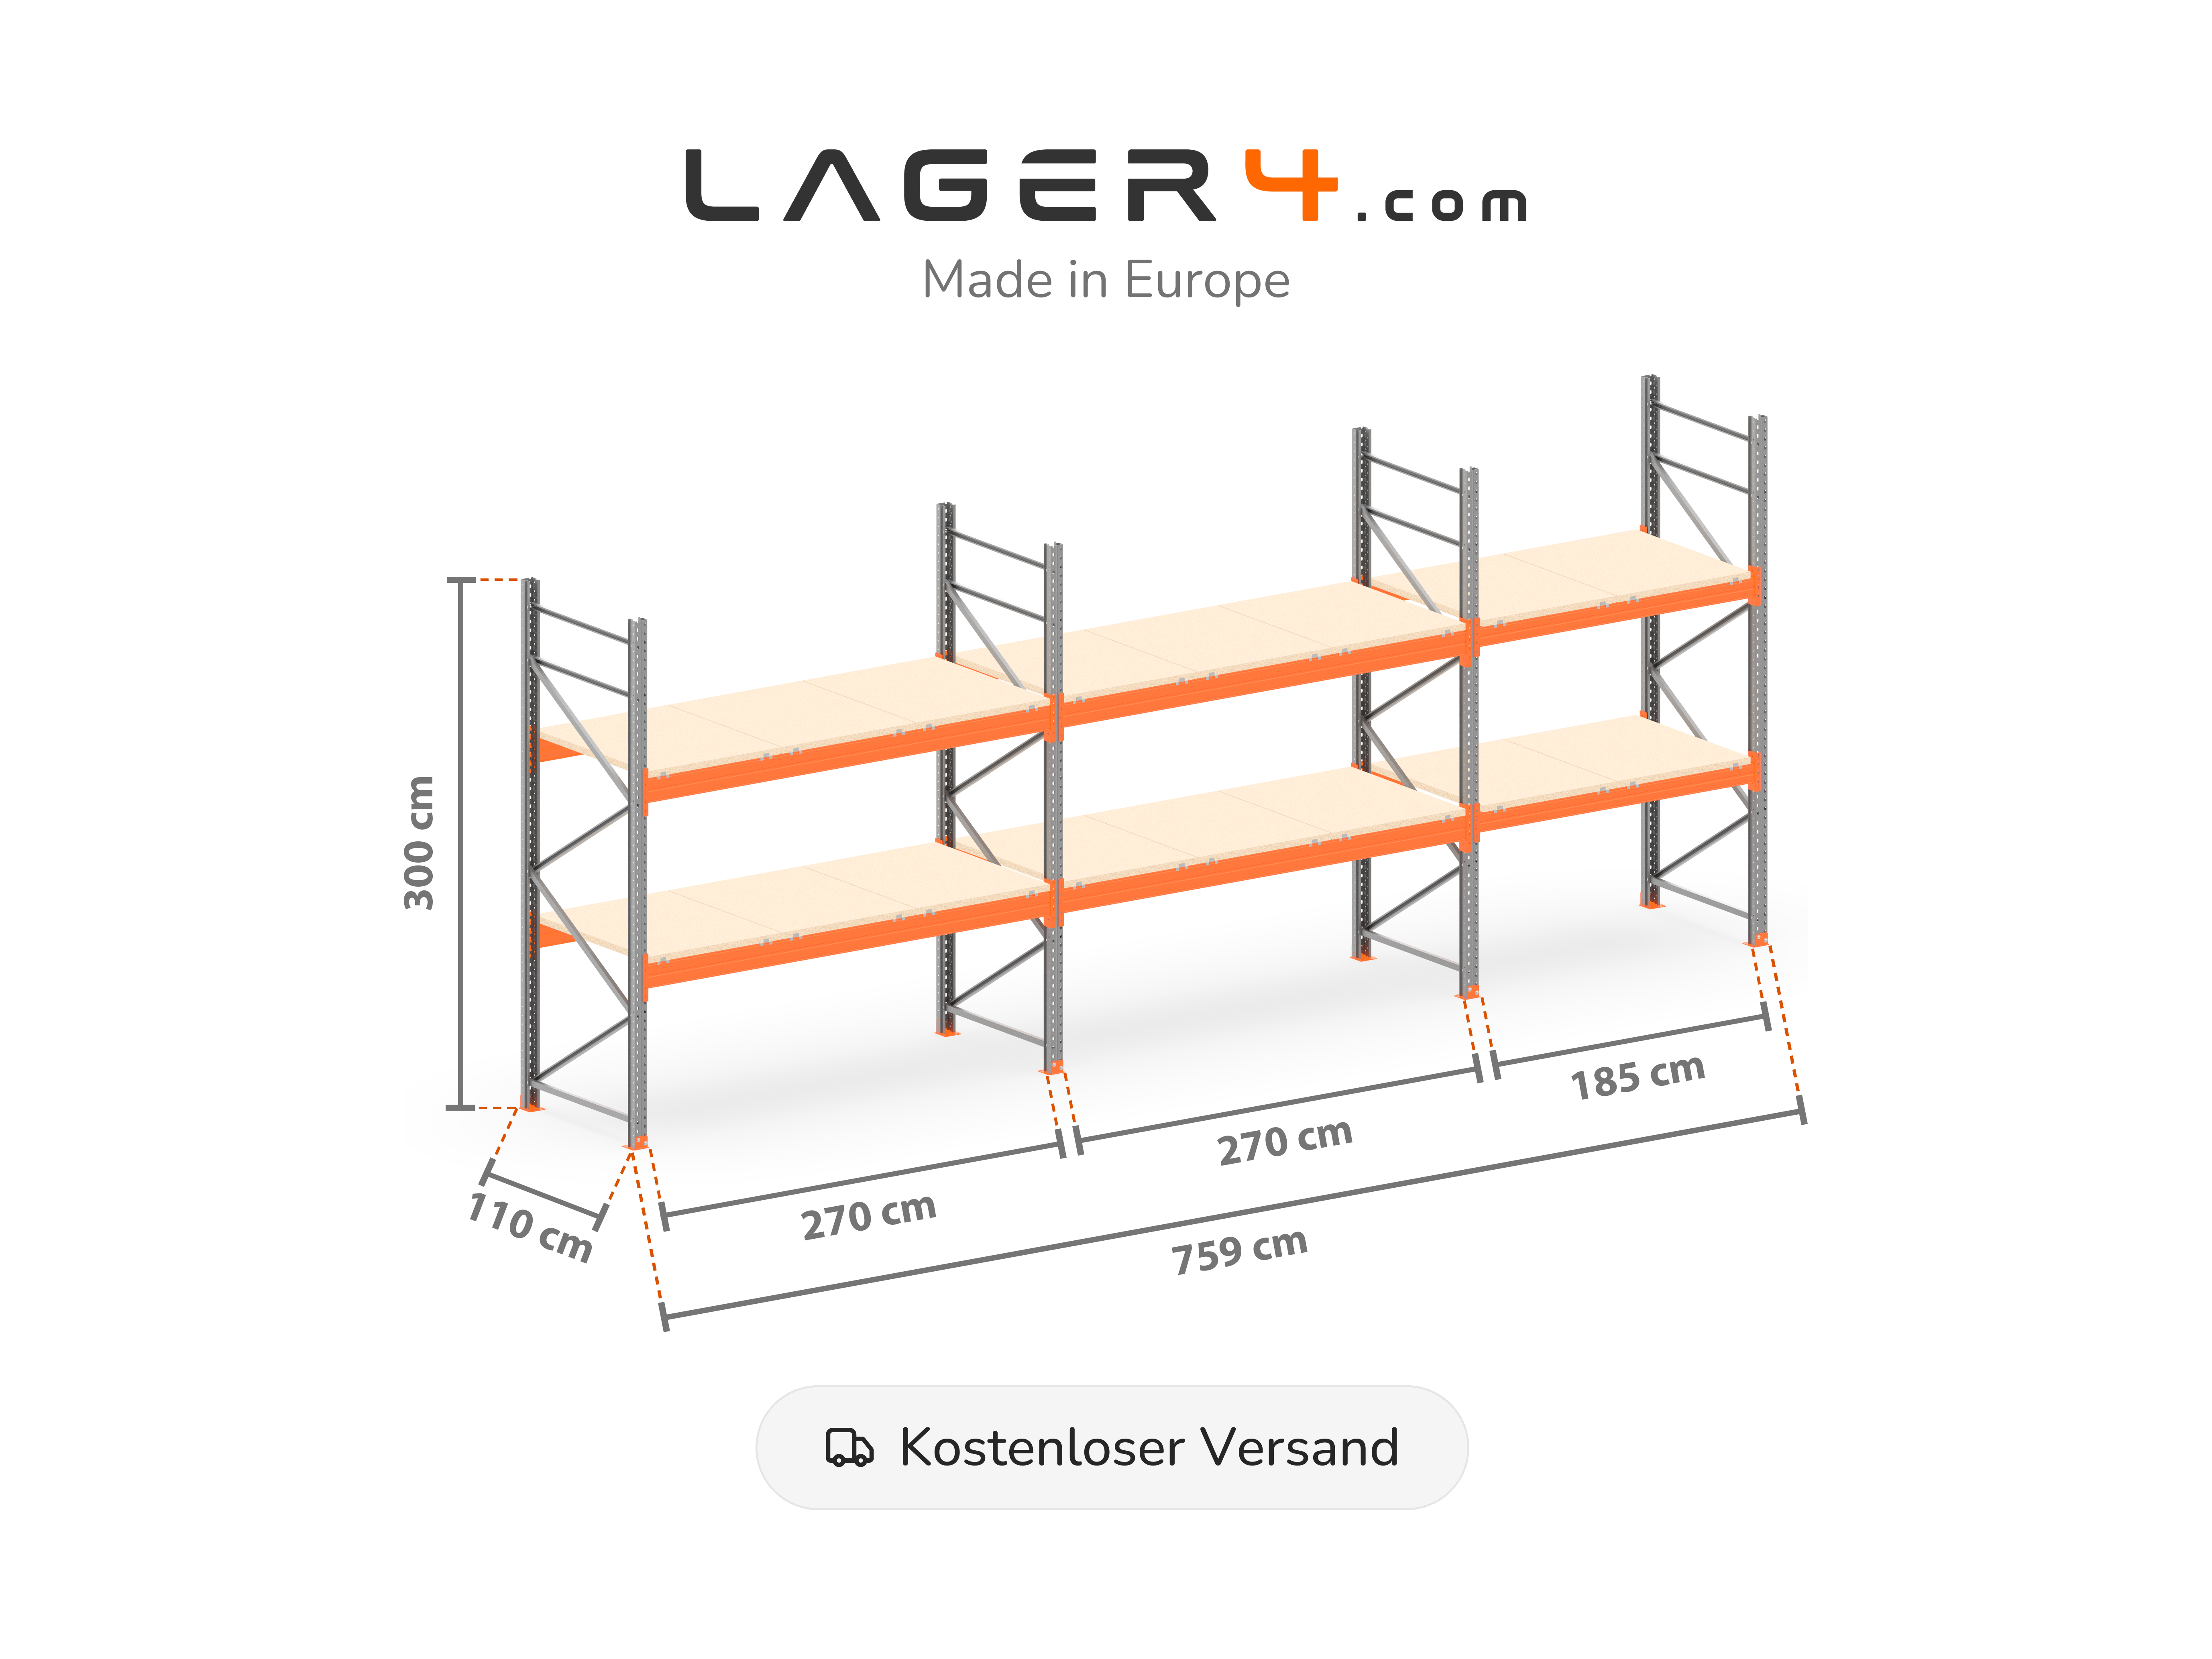 LAGER4.com
Made in Europe
300 cm
110 cm
270 cm
270 cm
185 cm
759 cm
Kostenloser Versand